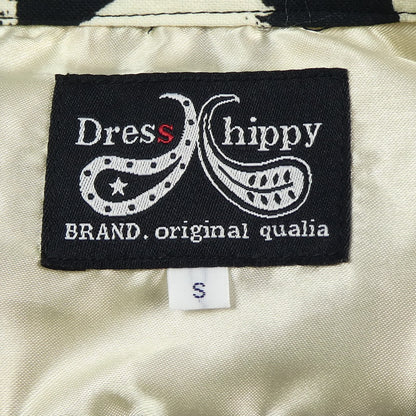 Dress hippy
BRAND. original qualia
S